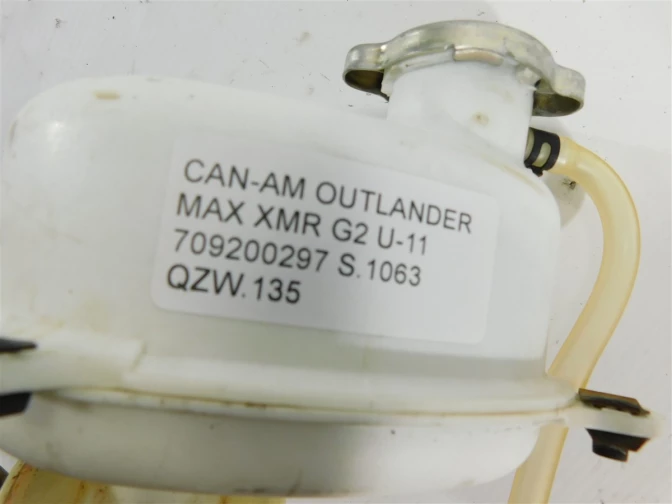 CAN-AM OUTLANDER
MAX XMR G2 U-11
709200297 S.1063
QZW.135